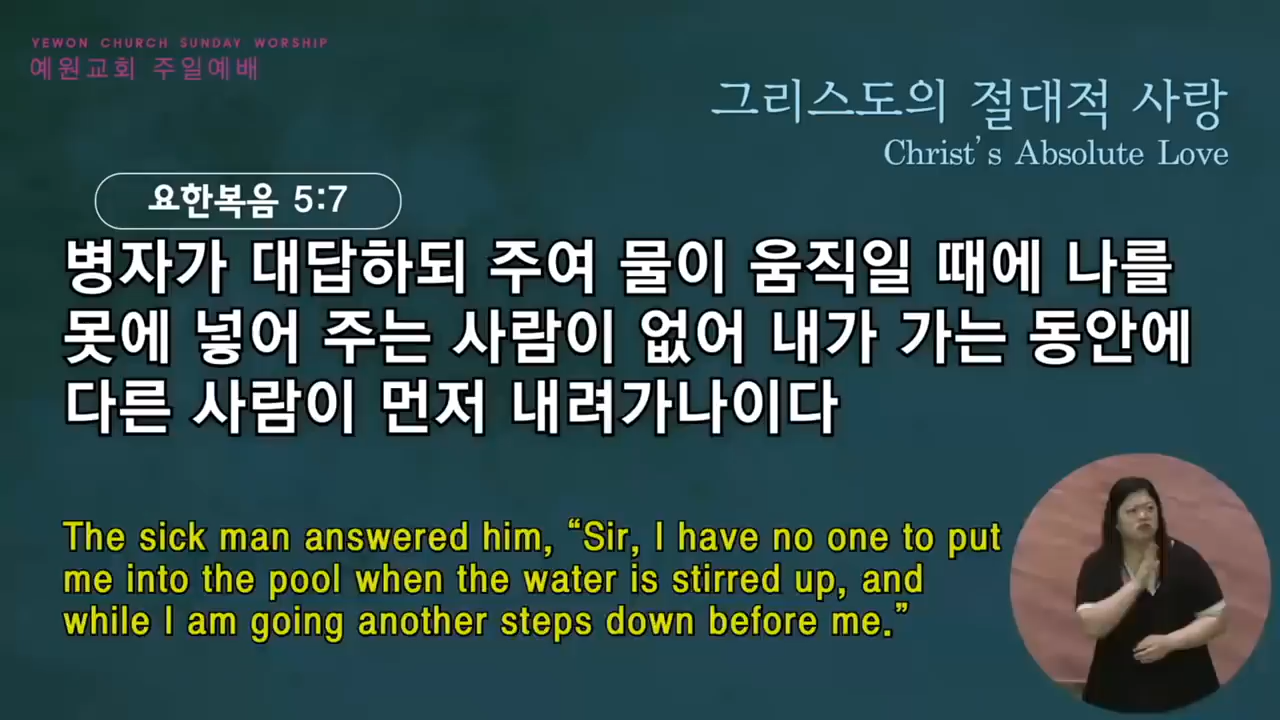 YEWON CHURCH SUNDAY WORSHIP
예원교회 주일예배
그리스도의 절대적 사랑
Christ's Absolute Love
요한복음 5:7
병자가 대답하되 주여 물이 움직일 때에 나를
못에 넣어 주는 사람이 없어 내가 가는 동안에
다른 사람이 먼저 내려가나이다
The sick man answered him, “Sir, I have no one to put
me into the pool when the water is stirred up, and
while I am going another steps down before me.”